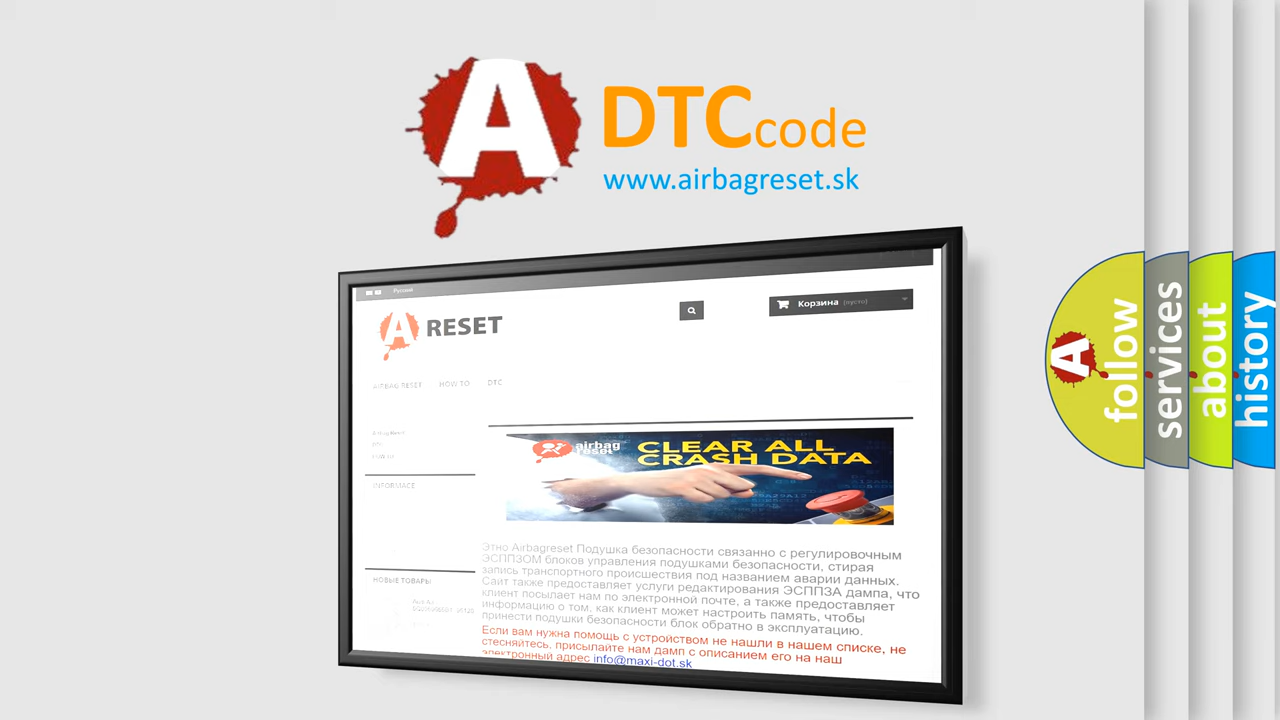 A
DTCcode
www.airbagreset.sk
Русский
A RESET
Корзина (пусто)
AIRBAG RESET HOW TO DTC
DTC
INFORMACE
airbag
reset
CLEAR ALL
CRASH DATA
Этно Airbagreset Подушка безопасности связанно с регулировочным
ЭСППЗОМ блоков управления подушками безопасности, стирая
запись транспортного происшествия под названием аварии данных.
Сайт также предоставляет услуги редактирования ЭСППЗА дампа, что
клиент посылает нам по электронной почте, а также предоставляет
информацию о том, как клиент может настроить память, чтобы
принести подушки безопасности блок обратно в эксплуатацию.
Если вам нужна помощь с устройством не нашли в нашем списке, не
стесняйтесь, присылайте нам дамп с описанием его на наш
электронный адрес info@maxi-dot.sk
НОВЫЕ ТОВАРЫ
A
follow
services
about
history